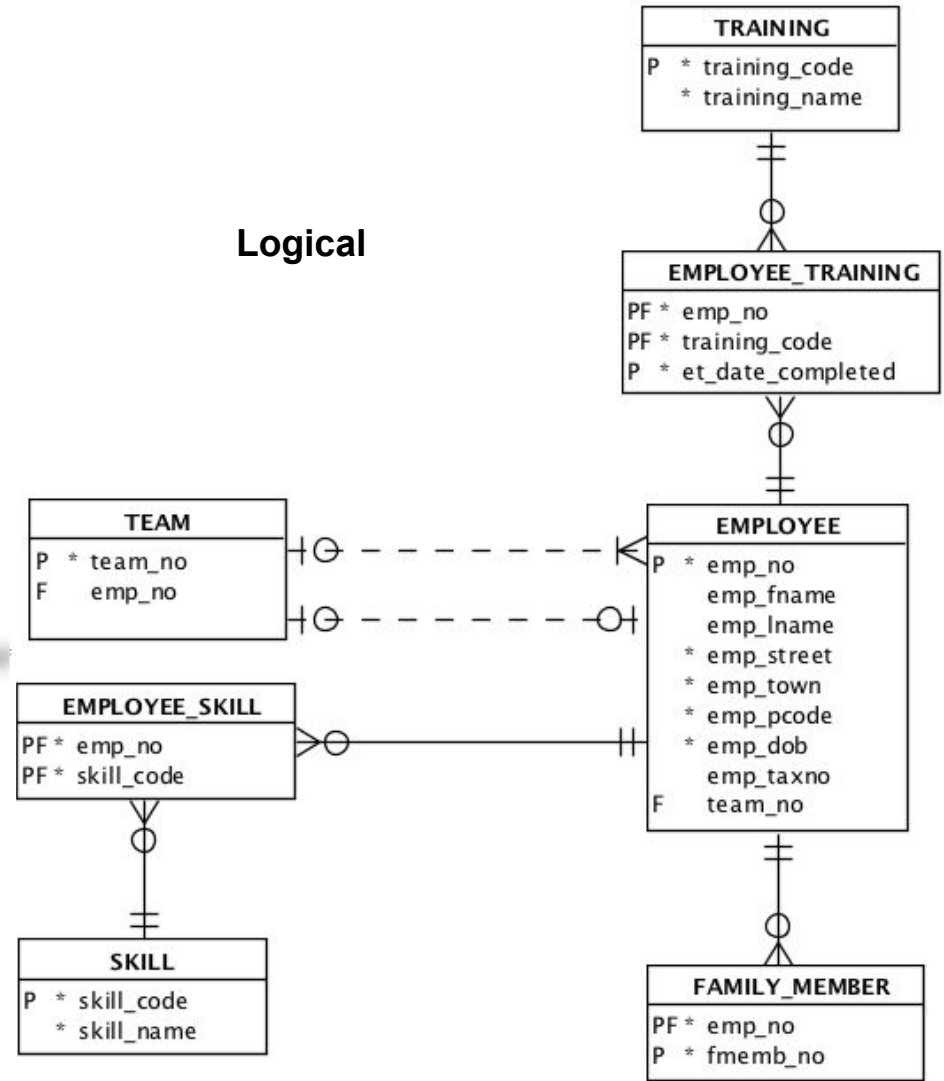 TRAINING
P * training_code
* training_name
Logical
EMPLOYEE_TRAINING
PF * emp_no
PF * training_code
P * et_date_completed
TEAM
P * team_no
F emp_no
EMPLOYEE
P * emp_no
emp_fname
emp_lname
* emp_street
* emp_town
* emp_pcode
* emp_dob
emp_taxno
F team_no
EMPLOYEE_SKILL
PF * emp_no
PF * skill_code
SKILL
P * skill_code
* skill_name
FAMILY_MEMBER
PF * emp_no
P * fmemb_no